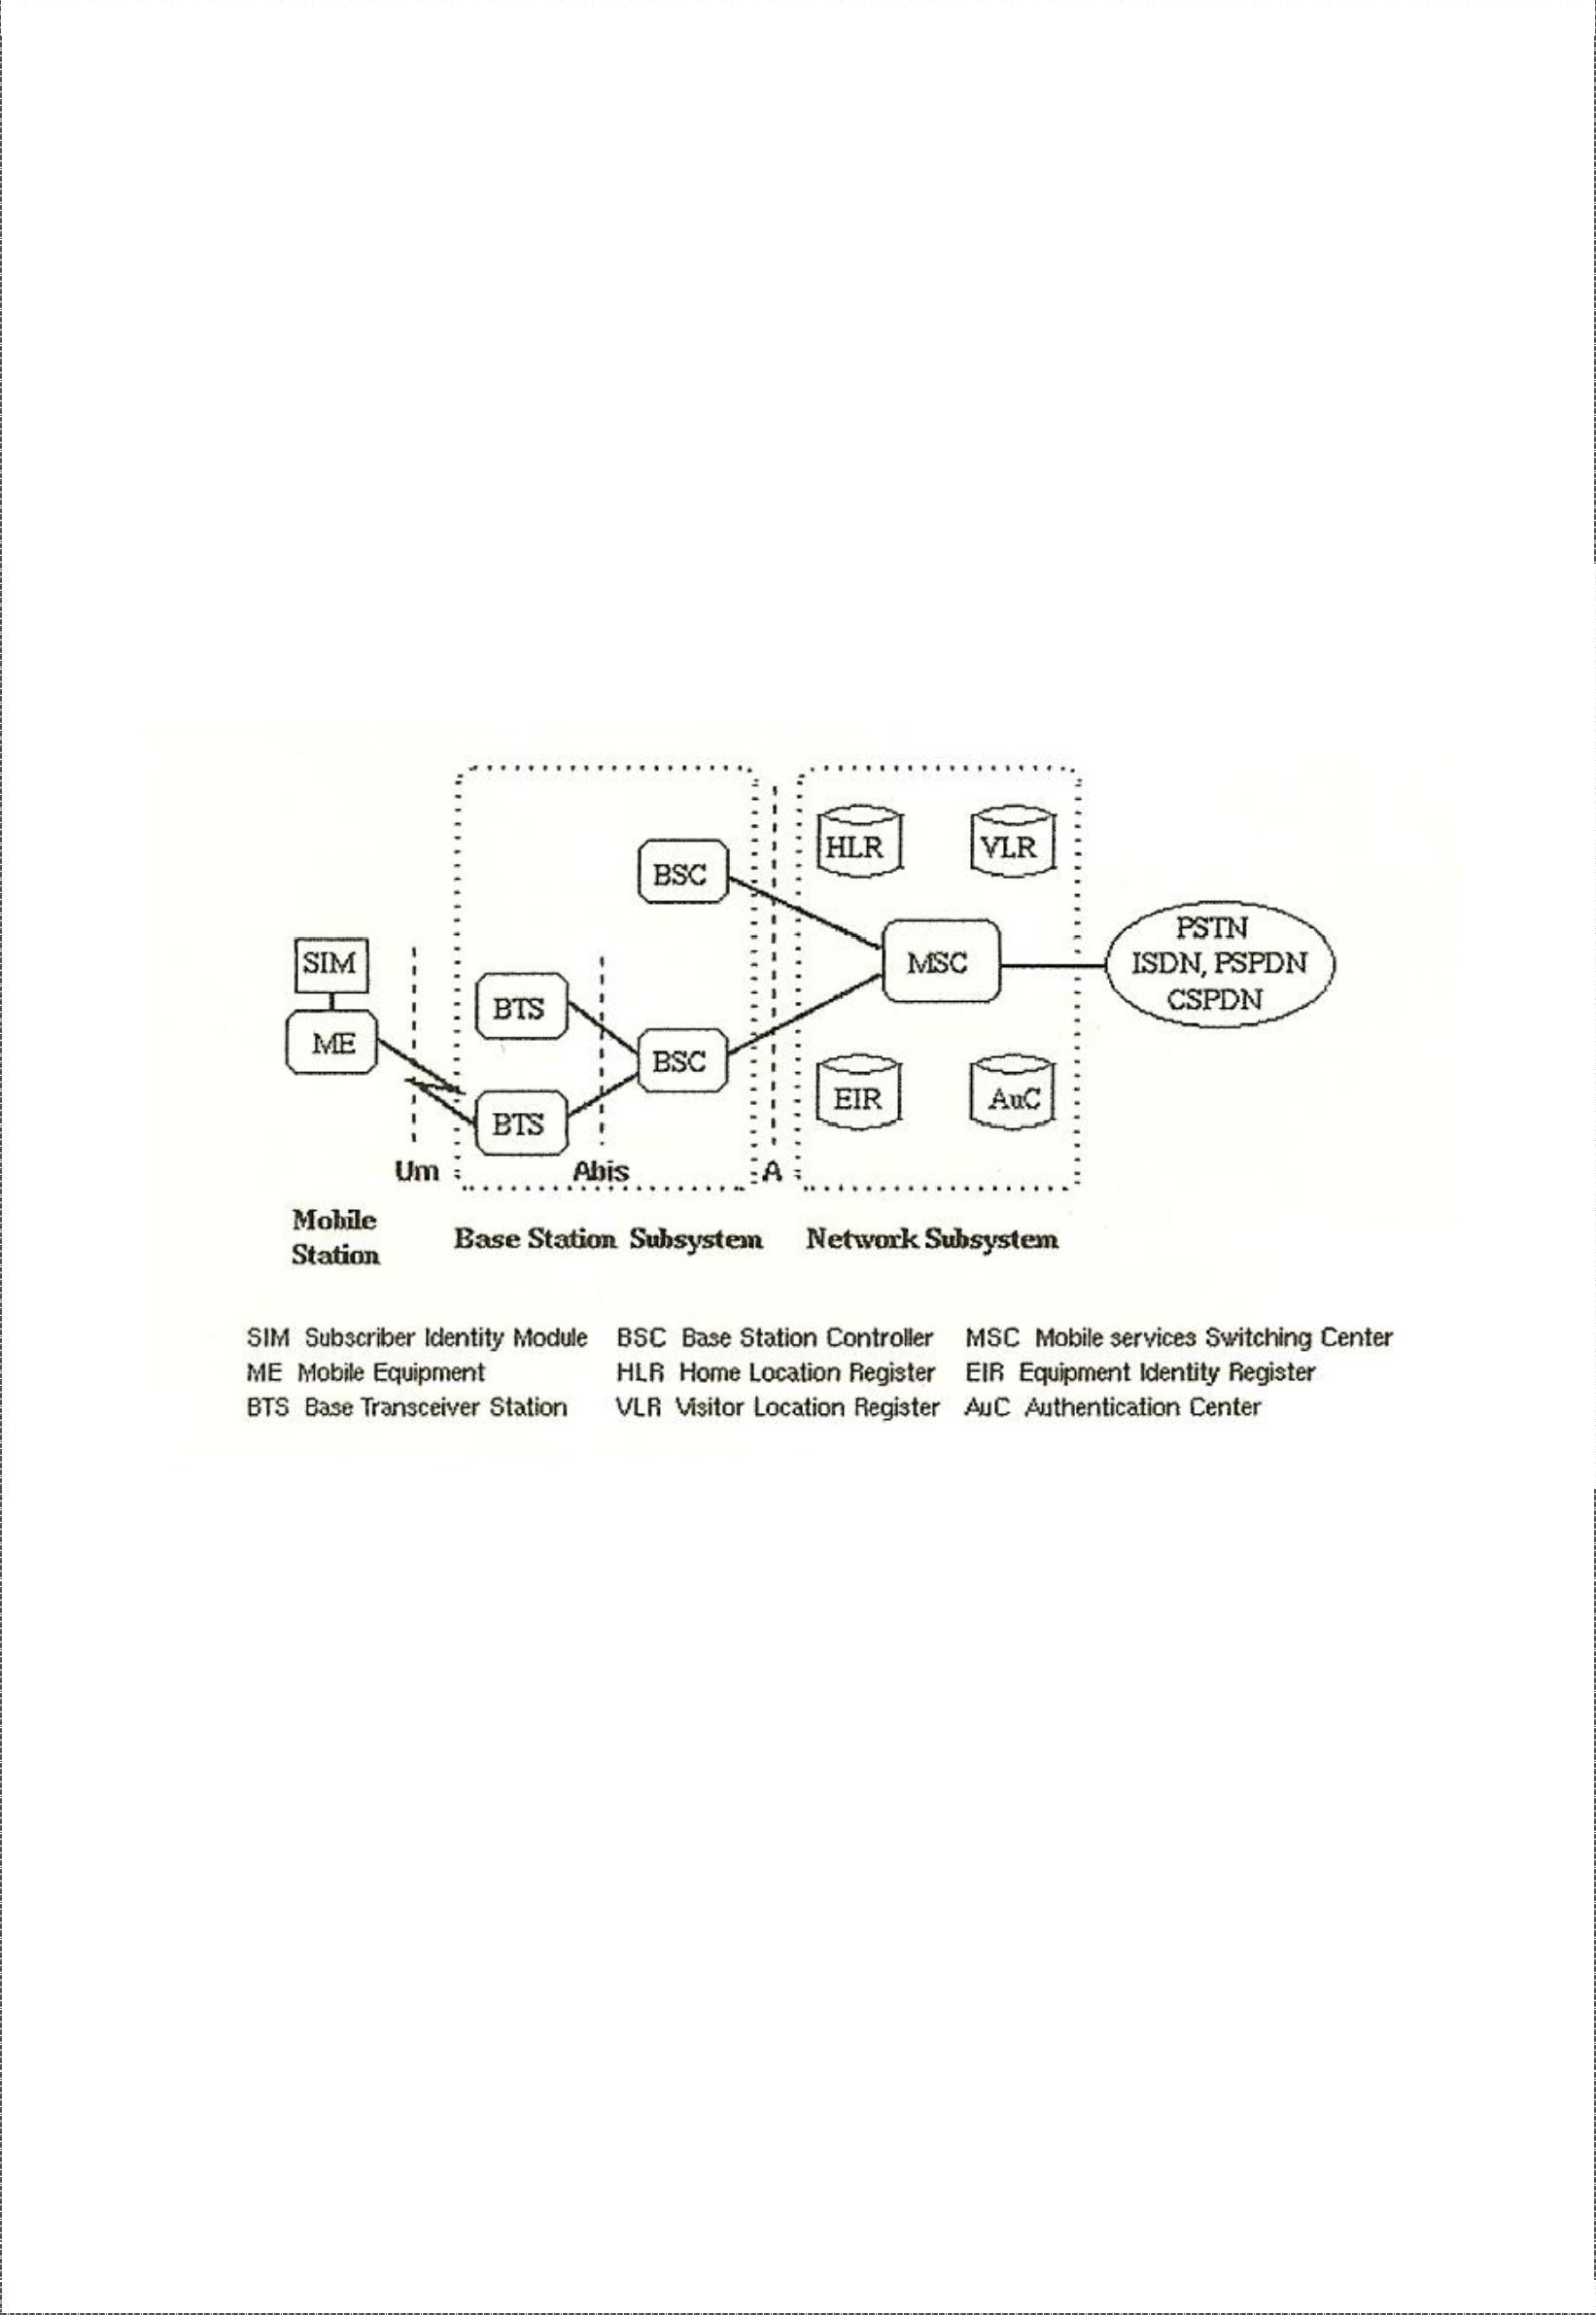 HLR VLR
BSC
PSTN
SIM MSC ISDN, PSPDN
CSPDN
BTS
ME
BSC
EIR AuC
BTS
Um Abis A
Mobile
Station
Base Station Subsystem Network Subsystem
SIM Subscriber Identity Module BSC Base Station Controller MSC Mobile services Switching Center
ME Mobile Equipment HLR Home Location Register EIR Equipment Identity Register
BTS Base Transceiver Station VLR Visitor Location Register AuC Authentication Center